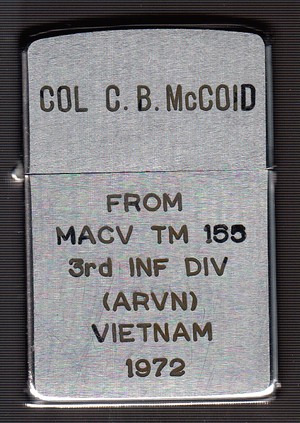 COL C. B. McCOID
FROM
MACV TM 155
3rd INF DIV
(ARVN)
VIETNAM
1972